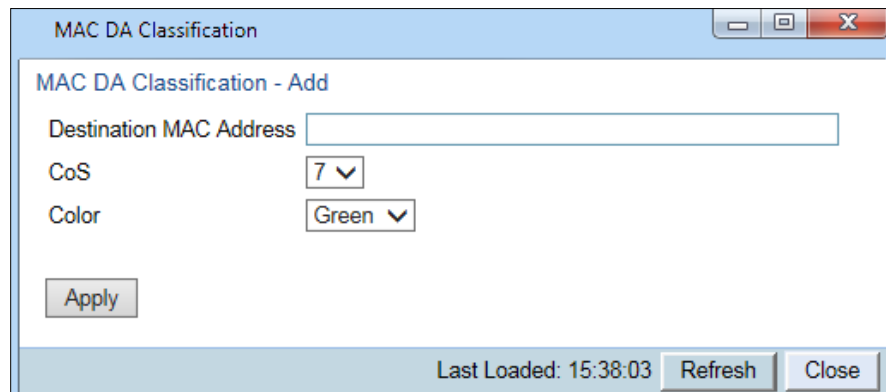 MAC DA Classification
MAC DA Classification - Add
Destination MAC Address
CoS 7
Color Green
Apply
Last Loaded: 15:38:03 Refresh Close